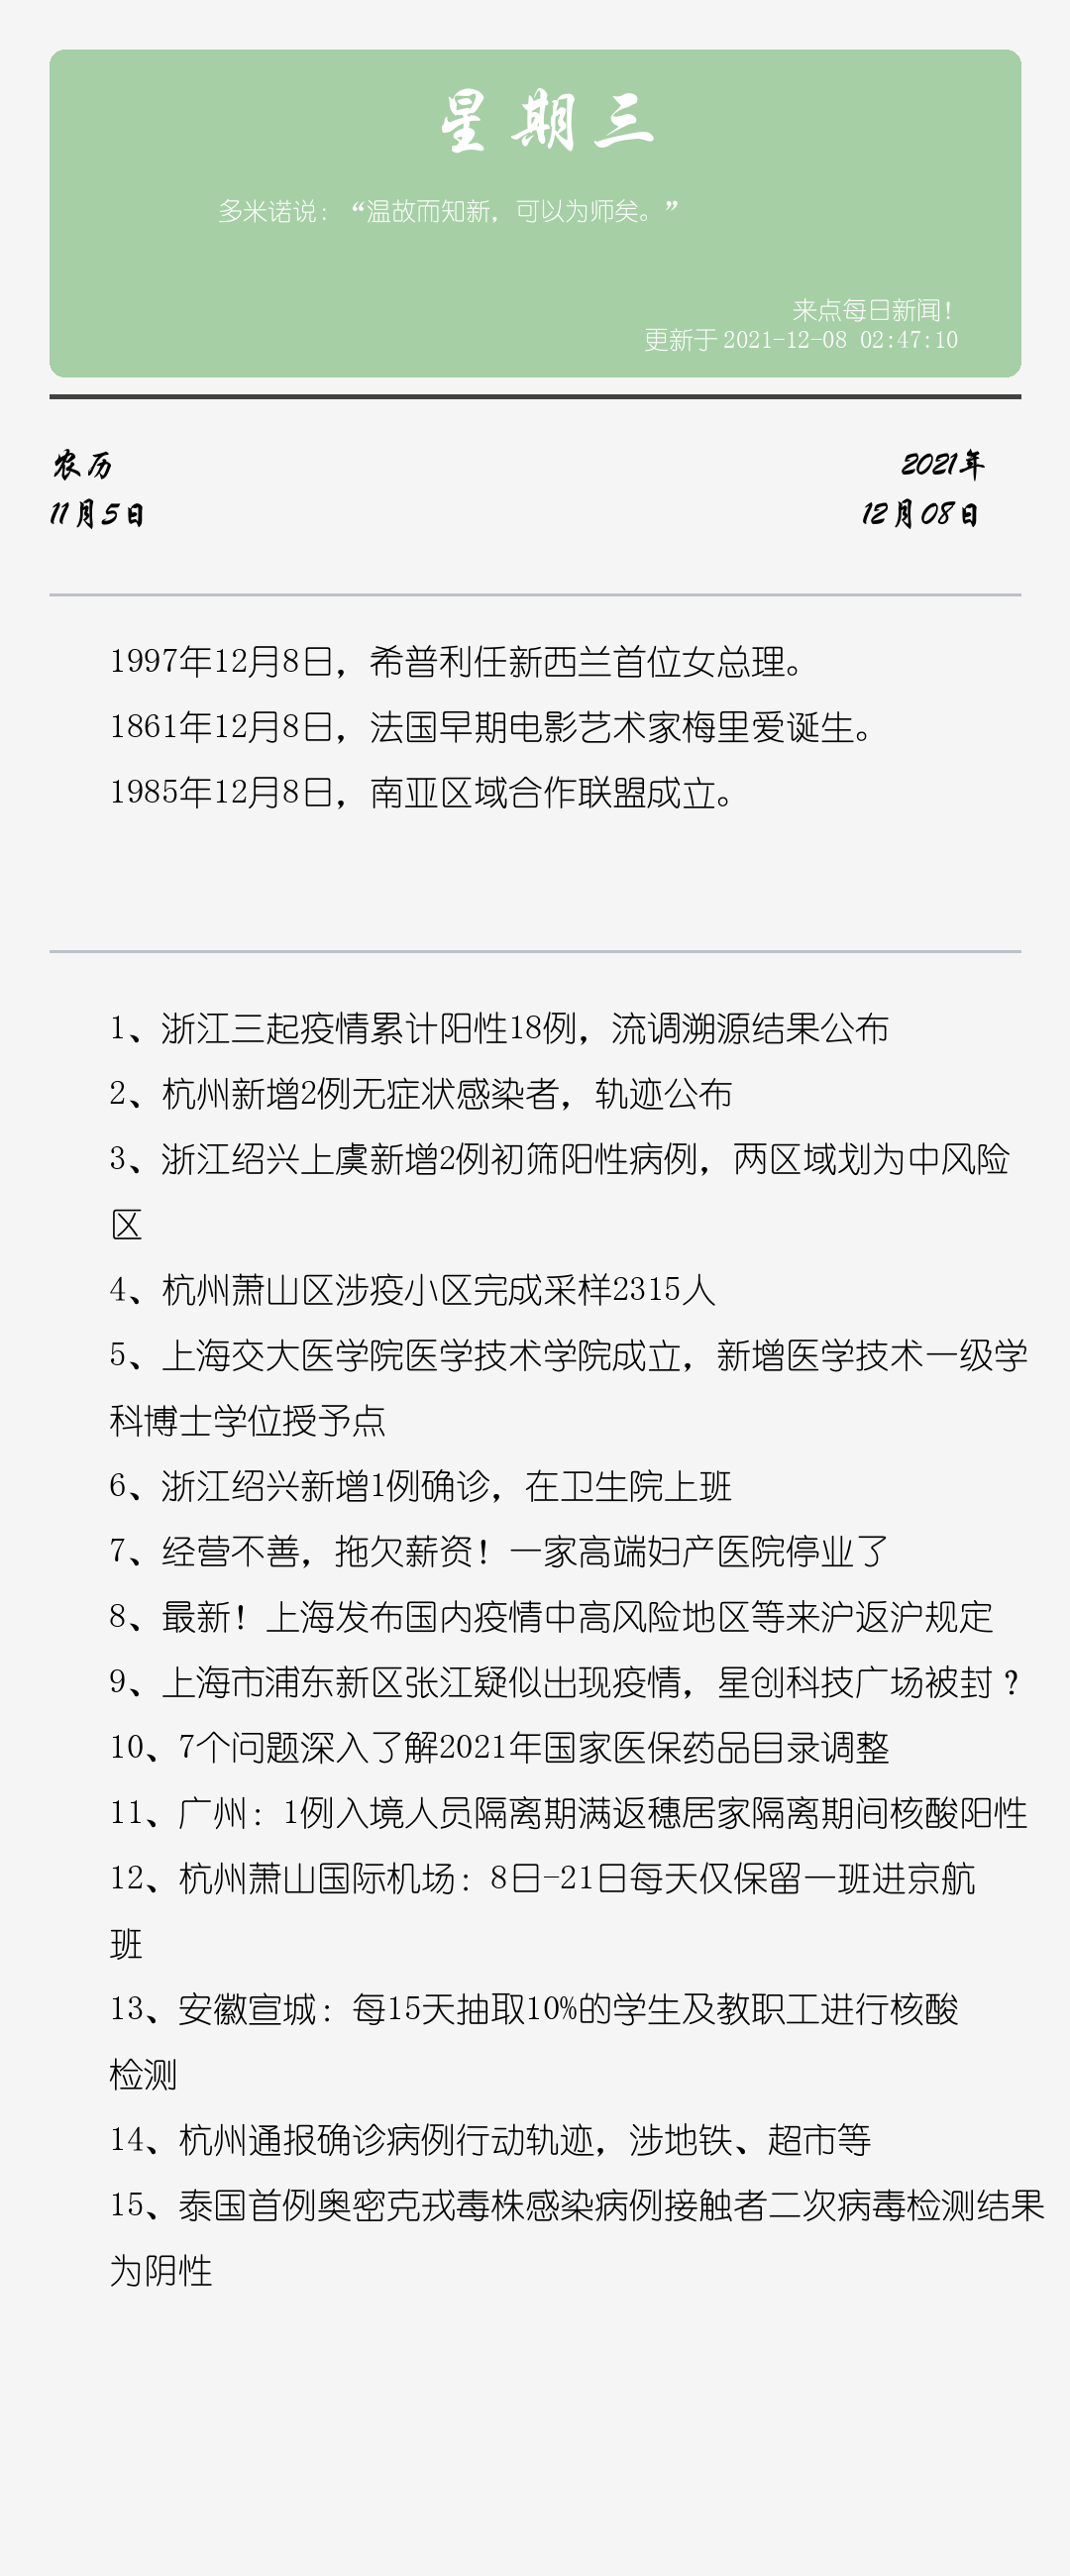 星期三
多米诺说：“温故而知新，可以为师矣。”
来点每日新闻！
更新于2021-12-08 02:47:10
农历
2021年
11月5日
12月08日
1997年12月8日，希普利任新西兰首位女总理。
1861年12月8日，法国早期电影艺术家梅里爱诞生。
1985年12月8日，南亚区域合作联盟成立。
1、浙江三起疫情累计阳性18例，流调溯源结果公布
2、杭州新增2例无症状感染者，轨迹公布
3、浙江绍兴上虞新增2例初筛阳性病例，两区域划为中风险
区
4、杭州萧山区涉疫小区完成采样2315人
5、上海交大医学院医学技术学院成立，新增医学技术一级学
科博士学位授予点
6、浙江绍兴新增1例确诊，在卫生院上班
7、经营不善，拖欠薪资！一家高端妇产医院停业了
8、最新！上海发布国内疫情中高风险地区等来沪返沪规定
9、上海市浦东新区张江疑似出现疫情，星创科技广场被封？
10、7个问题深入了解2021年国家医保药品目录调整
11、广州：1例入境人员隔离期满返穗居家隔离期间核酸阳性
12、杭州萧山国际机场：8日-21日每天仅保留一班进京航
班
13、安徽宣城：每15天抽取10%的学生及教职工进行核酸
检测
14、杭州通报确诊病例行动轨迹，涉地铁、超市等
15、泰国首例奥密克戎毒株感染病例接触者二次病毒检测结果
为阴性